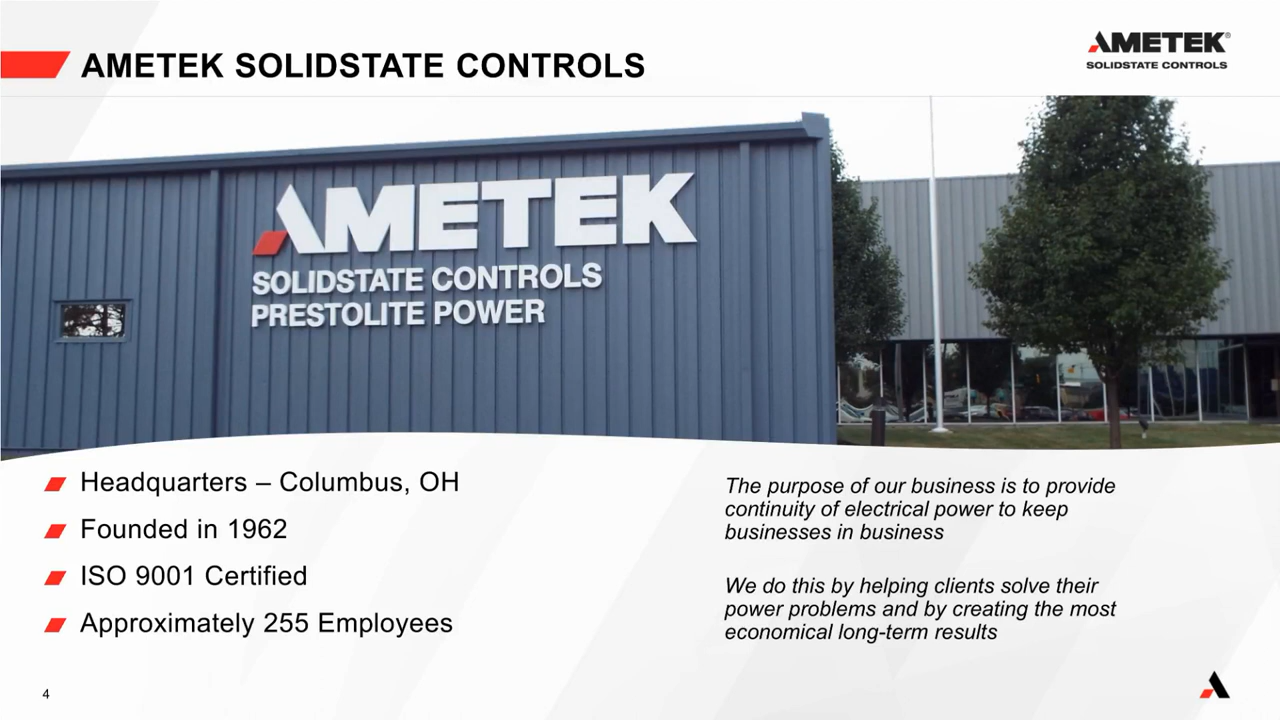 AMETEK SOLIDSTATE CONTROLS
AMETEK®
SOLIDSTATE CONTROLS
AMETEK
SOLIDSTATE CONTROLS
PRESTOLITE POWER
Headquarters – Columbus, OH
Founded in 1962
ISO 9001 Certified
Approximately 255 Employees
The purpose of our business is to provide
continuity of electrical power to keep
businesses in business
We do this by helping clients solve their
power problems and by creating the most
economical long-term results
4